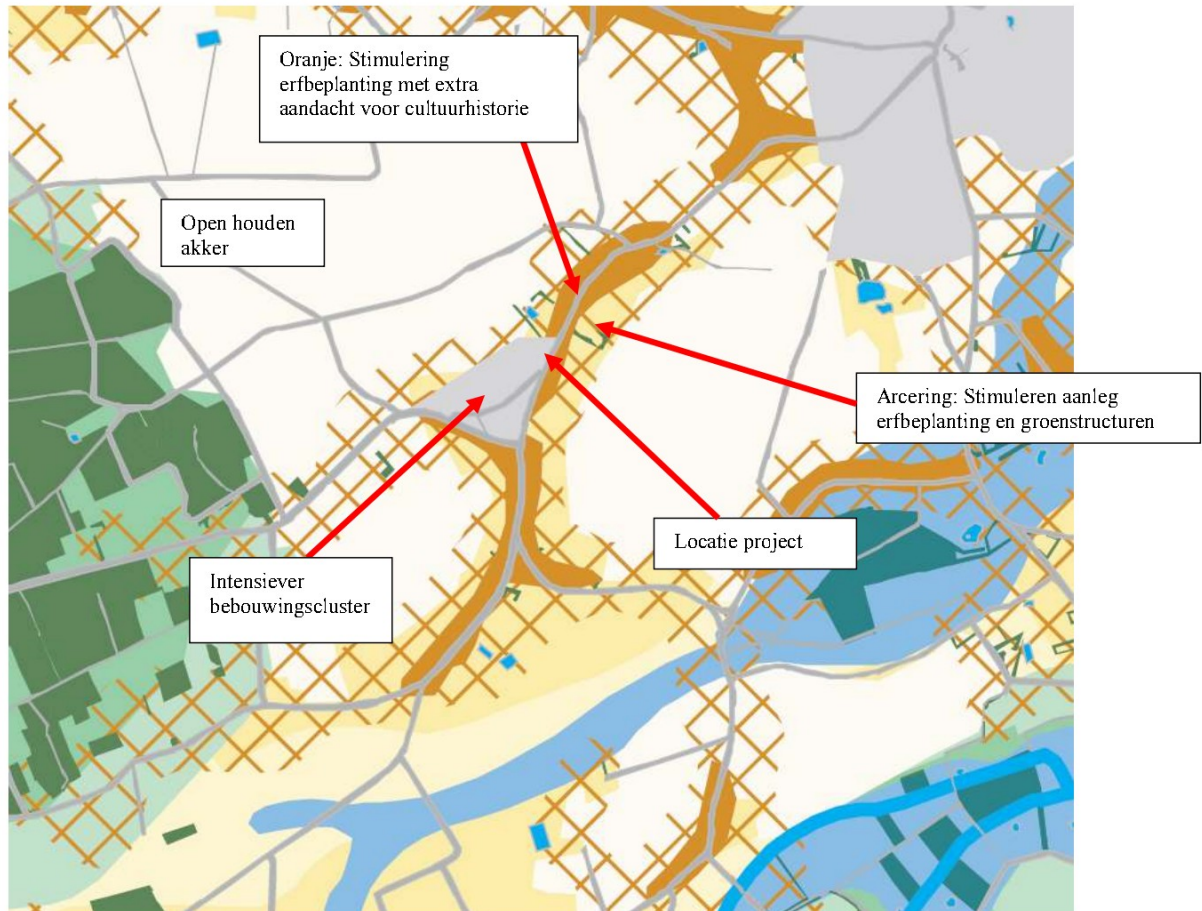 Oranje: Stimulering
erfbeplanting met extra
aandacht voor cultuurhistorie
Open houden
akker
Arcering: Stimuleren aanleg
erfbeplanting en groenstructuren
Locatie project
Intensiever
bebouwingscluster